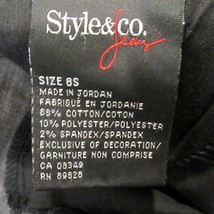 Style&co.
Jeans
SIZE 8S
MADE IN JORDAN
FABRIQUÉ EN JORDANIE
88% COTTON/COTON
10% POLYESTER/POLYESTER
2% SPANDEX/SPANDEX
EXCLUSIVE OF DECORATION/
GARNITURE NON COMPRISE
CA 08349
RN 89828